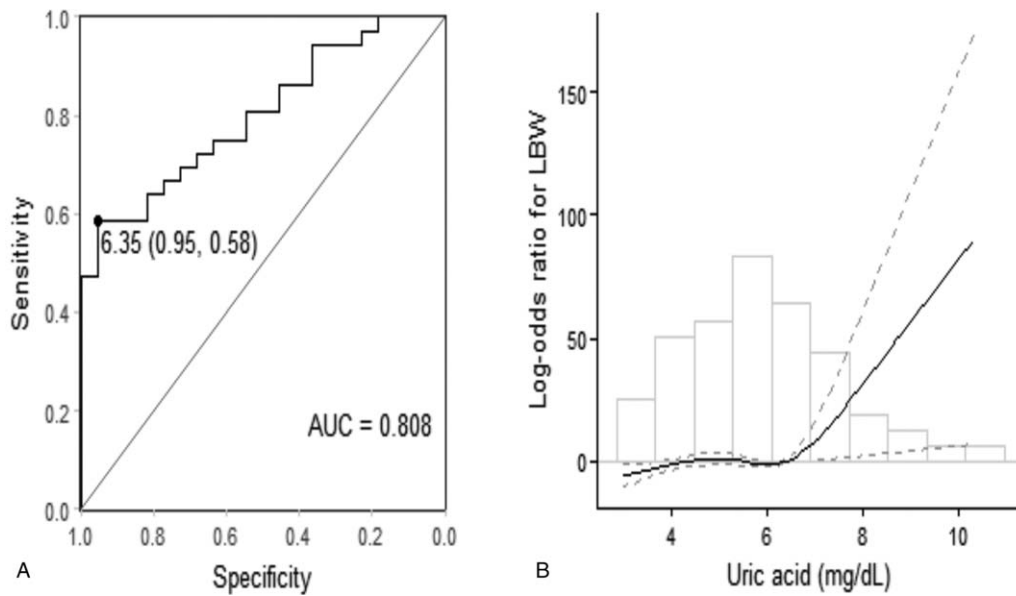 1.0
0.8
0.6
0.4
0.2
0.0
Sensitivity
6.35 (0.95, 0.58)
AUC = 0.808
1.0
0.8
0.6
0.4
0.2
0.0
Specificity
A
150
100
50
0
Log-odds ratio for LBW
4
6
8
10
Uric acid (mg/dL)
B